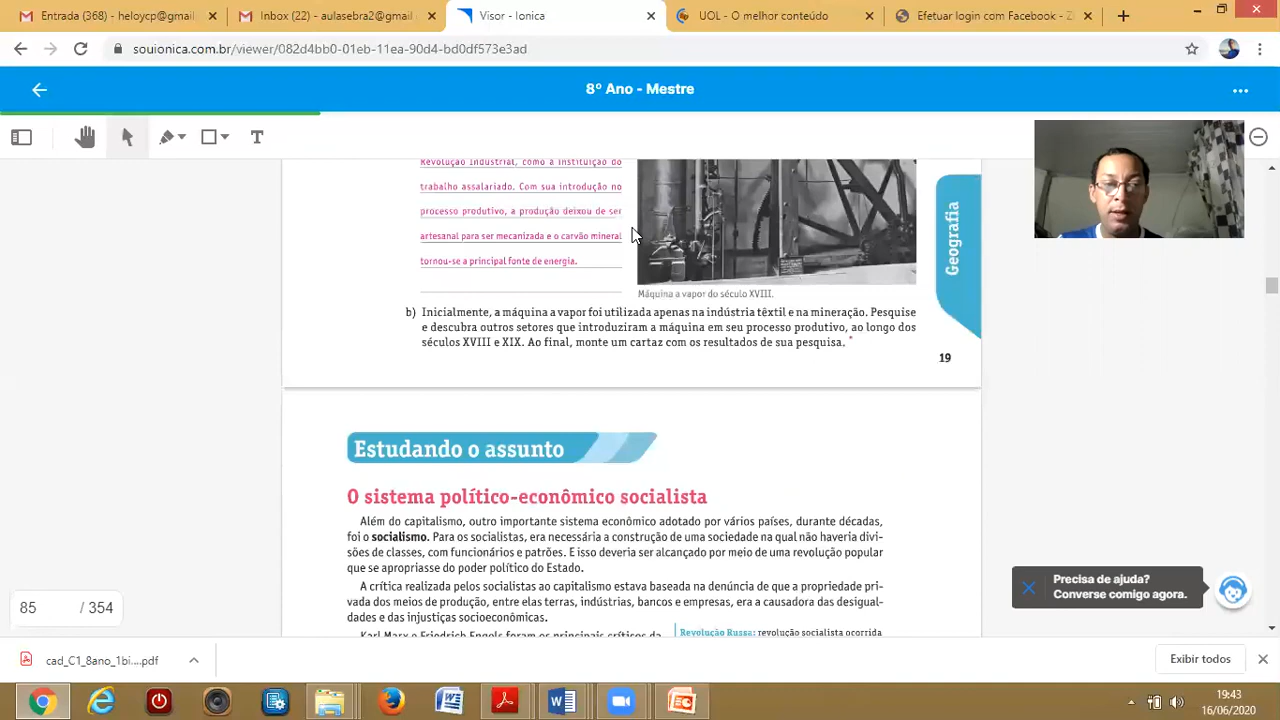 Entrada (368) - heloycp@gmail
Inbox (22) - aulasebra2@gmail
Visor - Ionica
UOL - O melhor conteúdo
Efetuar login com Facebook - Z
souionica.com.br/viewer/082d4bb0-01eb-11ea-90d4-bd0df573e3ad
8º Ano - Mestre
Revolução Industrial, como a instituição do
trabalho assalariado. Com sua introdução no
processo produtivo, a produção deixou de ser
artesanal para ser mecanizada e o carvão mineral
tornou-se a principal fonte de energia.
Máquina a vapor do século XVIII.
Geografia
b) Inicialmente, a máquina a vapor foi utilizada apenas na indústria têxtil e na mineração. Pesquise
e descubra outros setores que introduziram a máquina em seu processo produtivo, ao longo dos
séculos XVIII e XIX. Ao final, monte um cartaz com os resultados de sua pesquisa. *
19
Estudando o assunto
O sistema político-econômico socialista
Além do capitalismo, outro importante sistema econômico adotado por vários países, durante décadas,
foi o socialismo. Para os socialistas, era necessária a construção de uma sociedade na qual não haveria divi-
sões de classes, com funcionários e patrões. E isso deveria ser alcançado por meio de uma revolução popular
que se apropriasse do poder político do Estado.
A crítica realizada pelos socialistas ao capitalismo estava baseada na denúncia de que a propriedade pri-
vada dos meios de produção, entre elas terras, indústrias, bancos e empresas, era a causadora das desigual-
dades e das injustiças socioeconômicas.
Karl Marx e Friedrich Engels foram os principais críticos da
Revolução Russa: revolução socialista ocorrida
Precisa de ajuda?
Converse comigo agora.
85 / 354
cad_C1_8ano_1bi....pdf
Exibir todos
19:43
16/06/2020